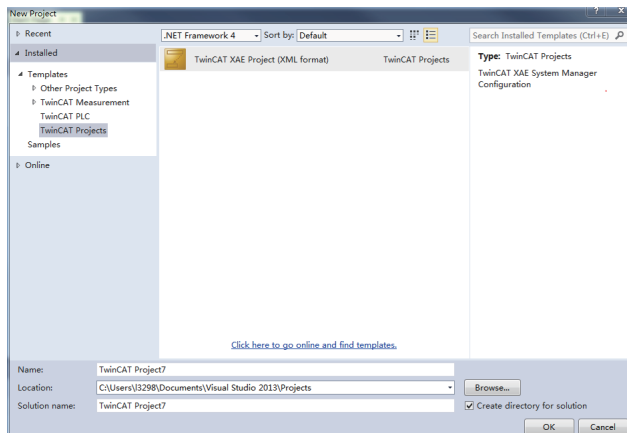 New Project
Recent
.NET Framework 4
Sort by: Default
Search Installed Templates (Ctrl+E)
Installed
TwinCAT XAE Project (XML format)
TwinCAT Projects
Type: TwinCAT Projects
TwinCAT XAE System Manager
Configuration
Templates
Other Project Types
TwinCAT Measurement
TwinCAT PLC
TwinCAT Projects
Samples
Online
Click here to go online and find templates.
Name: TwinCAT Project7
Location: C:\Users\l3298\Documents\Visual Studio 2013\Projects
Browse...
Solution name: TwinCAT Project7
Create directory for solution
OK
Cancel